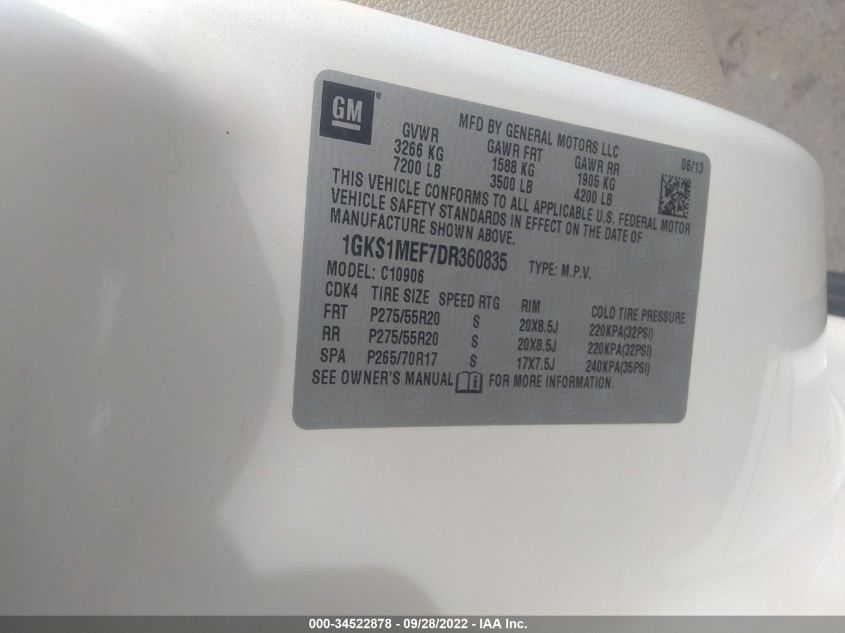 GM®
MFD BY GENERAL MOTORS LLC
06/13
GVWR GAWR FRT GAWR RR
3266 KG 1588 KG 1905 KG
7200 LB 3500 LB 4200 LB
THIS VEHICLE CONFORMS TO ALL APPLICABLE U.S. FEDERAL MOTOR
VEHICLE SAFETY STANDARDS IN EFFECT ON THE DATE OF
MANUFACTURE SHOWN ABOVE.
1GKS1MEF7DR360835 TYPE: M.P.V.
MODEL: C10906
CDK4 TIRE SIZE SPEED RTG RIM COLD TIRE PRESSURE
FRT P275/55R20 S 20X8.5J 220KPA(32PSI)
RR P275/55R20 S 20X8.5J 220KPA(32PSI)
SPA P265/70R17 S 17X7.5J 240KPA(35PSI)
SEE OWNER'S MANUAL FOR MORE INFORMATION.
000-34522878 - 09/28/2022 - IAA Inc.